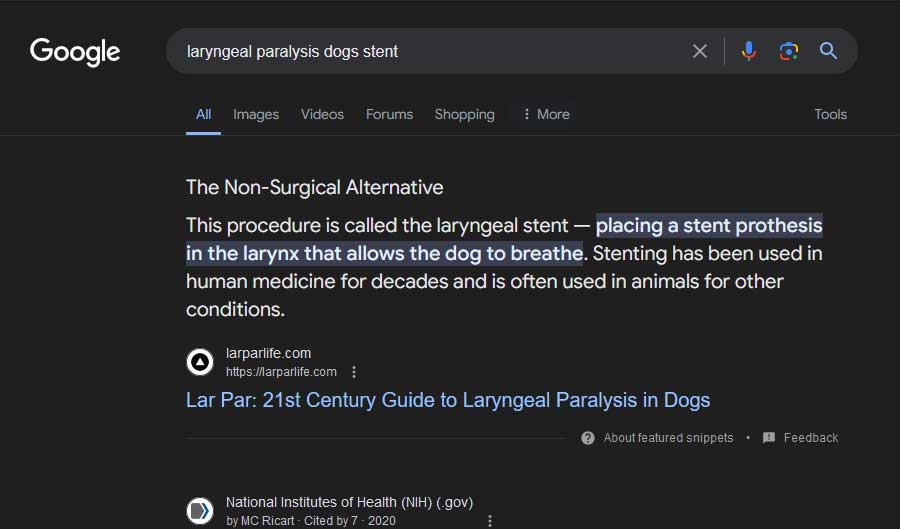 Google
laryngeal paralysis dogs stent
All Images Videos Forums Shopping More Tools
The Non-Surgical Alternative
This procedure is called the laryngeal stent — placing a stent prothesis
in the larynx that allows the dog to breathe. Stenting has been used in
human medicine for decades and is often used in animals for other
conditions.
larparlife.com
https://larparlife.com
Lar Par: 21st Century Guide to Laryngeal Paralysis in Dogs
About featured snippets • Feedback
National Institutes of Health (NIH) (.gov)
by MC Ricart · Cited by 7 · 2020